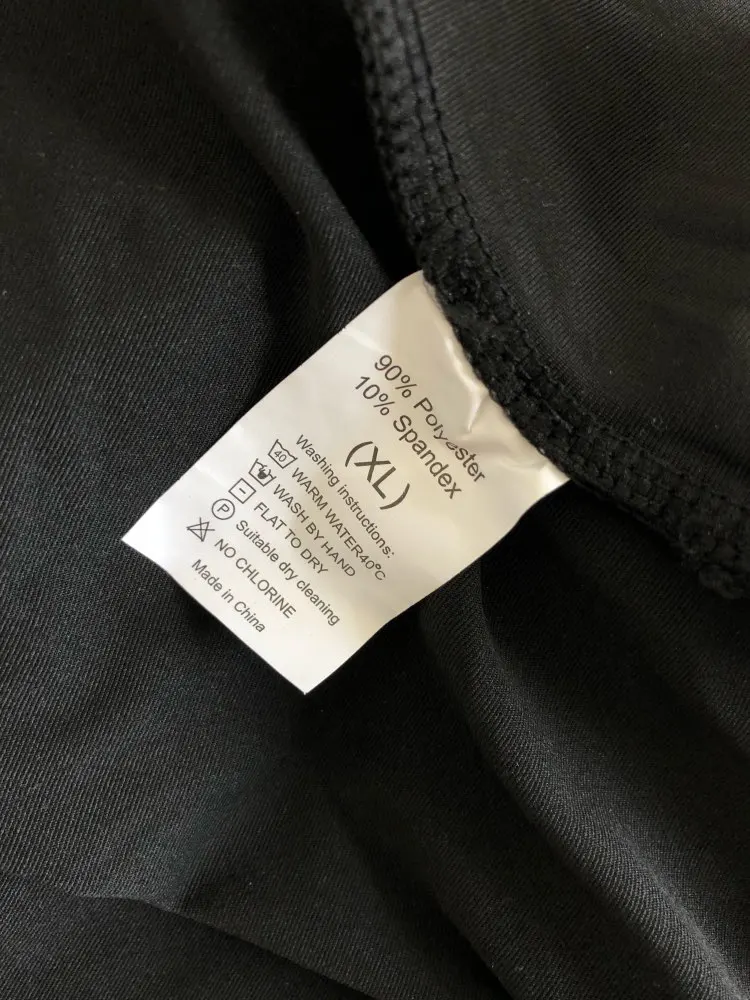 90% Polyester
10% Spandex
(XL)
Washing instructions:
40 WARM WATER40°C
WASH BY HAND
FLAT TO DRY
P Suitable dry cleaning
NO CHLORINE
Made in China